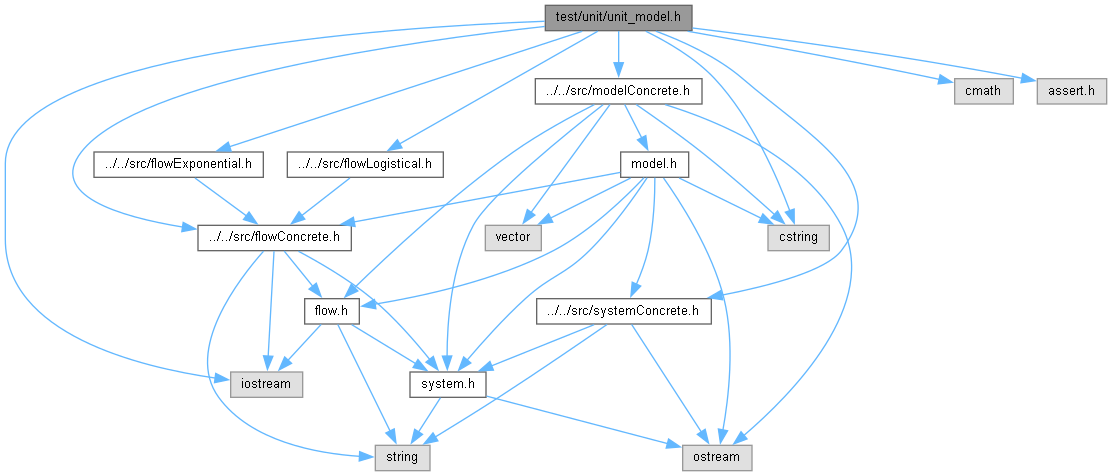 test/unit/unit_model.h
../../src/modelConcrete.h
cmath
assert.h
../../src/flowExponential.h
../../src/flowLogistical.h
model.h
../../src/flowConcrete.h
vector
cstring
flow.h
../../src/systemConcrete.h
iostream
system.h
string
ostream